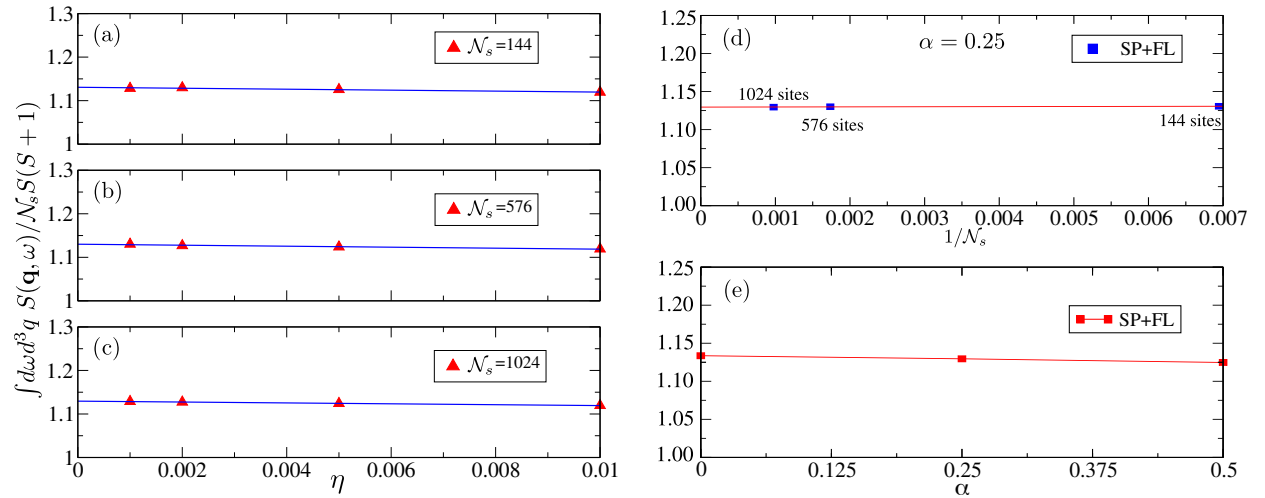 ∫dωd³q S(𝐪, ω)/𝒩ₛS(S + 1)
1.3
(a)
𝒩ₛ=144
1.2
1.1
1
1.3
(b)
𝒩ₛ=576
1.2
1.1
1
1.3
(c)
𝒩ₛ=1024
1.2
1.1
1
0 0.002 0.004 0.006 0.008 0.01
η
1.25
(d) α = 0.25 SP+FL
1.20
1.15
1024 sites
1.10
576 sites 144 sites
1.05
1.00
0 0.001 0.002 0.003 0.004 0.005 0.006 0.007
1/𝒩ₛ
1.25
(e)
1.20
SP+FL
1.15
1.10
1.05
1.00
0 0.125 0.25 0.375 0.5
α